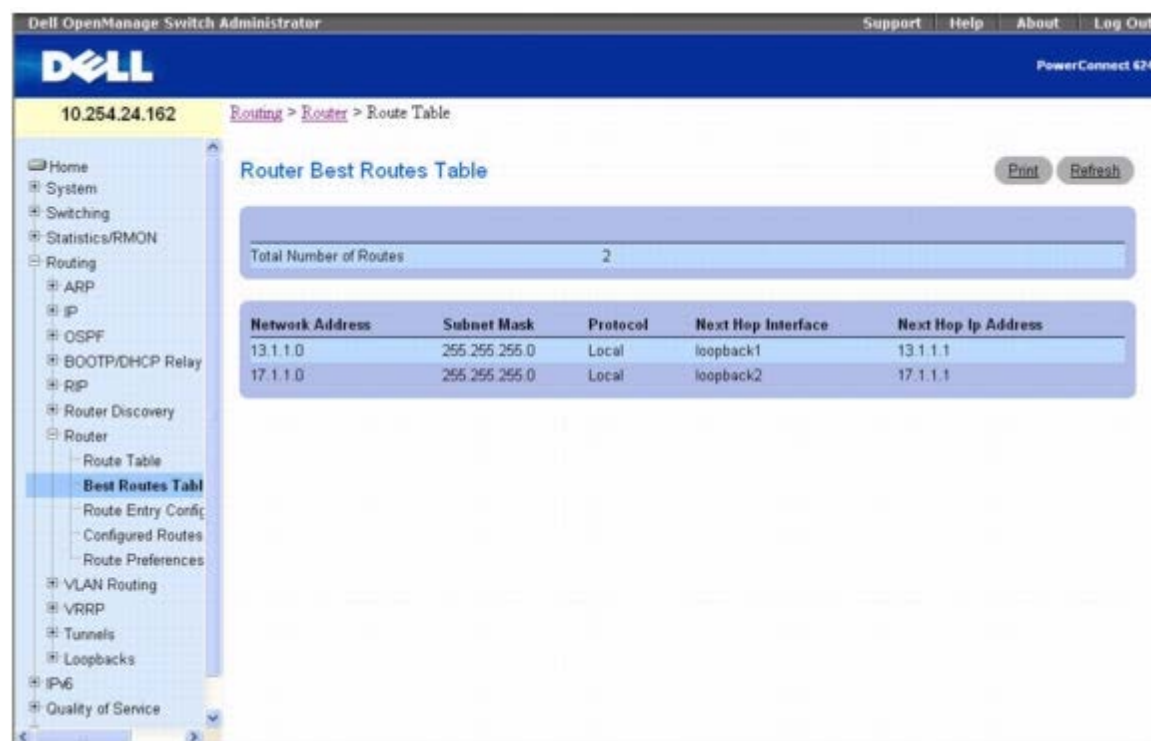 Dell OpenManage Switch Administrator
Support Help About Log Out
DELL
PowerConnect 624
10.254.24.162
Routing > Router > Route Table
Home
System
Switching
Statistics/RMON
Routing
ARP
IP
OSPF
BOOTP/DHCP Relay
RIP
Router Discovery
Router
Route Table
Best Routes Tabl
Route Entry Config
Configured Routes
Route Preferences
VLAN Routing
VRRP
Tunnels
Loopbacks
IPv6
Quality of Service
Router Best Routes Table
Print Refresh
Total Number of Routes 2
Network Address Subnet Mask Protocol Next Hop Interface Next Hop Ip Address
13.1.1.0 255.255.255.0 Local loopback1 13.1.1.1
17.1.1.0 255.255.255.0 Local loopback2 17.1.1.1